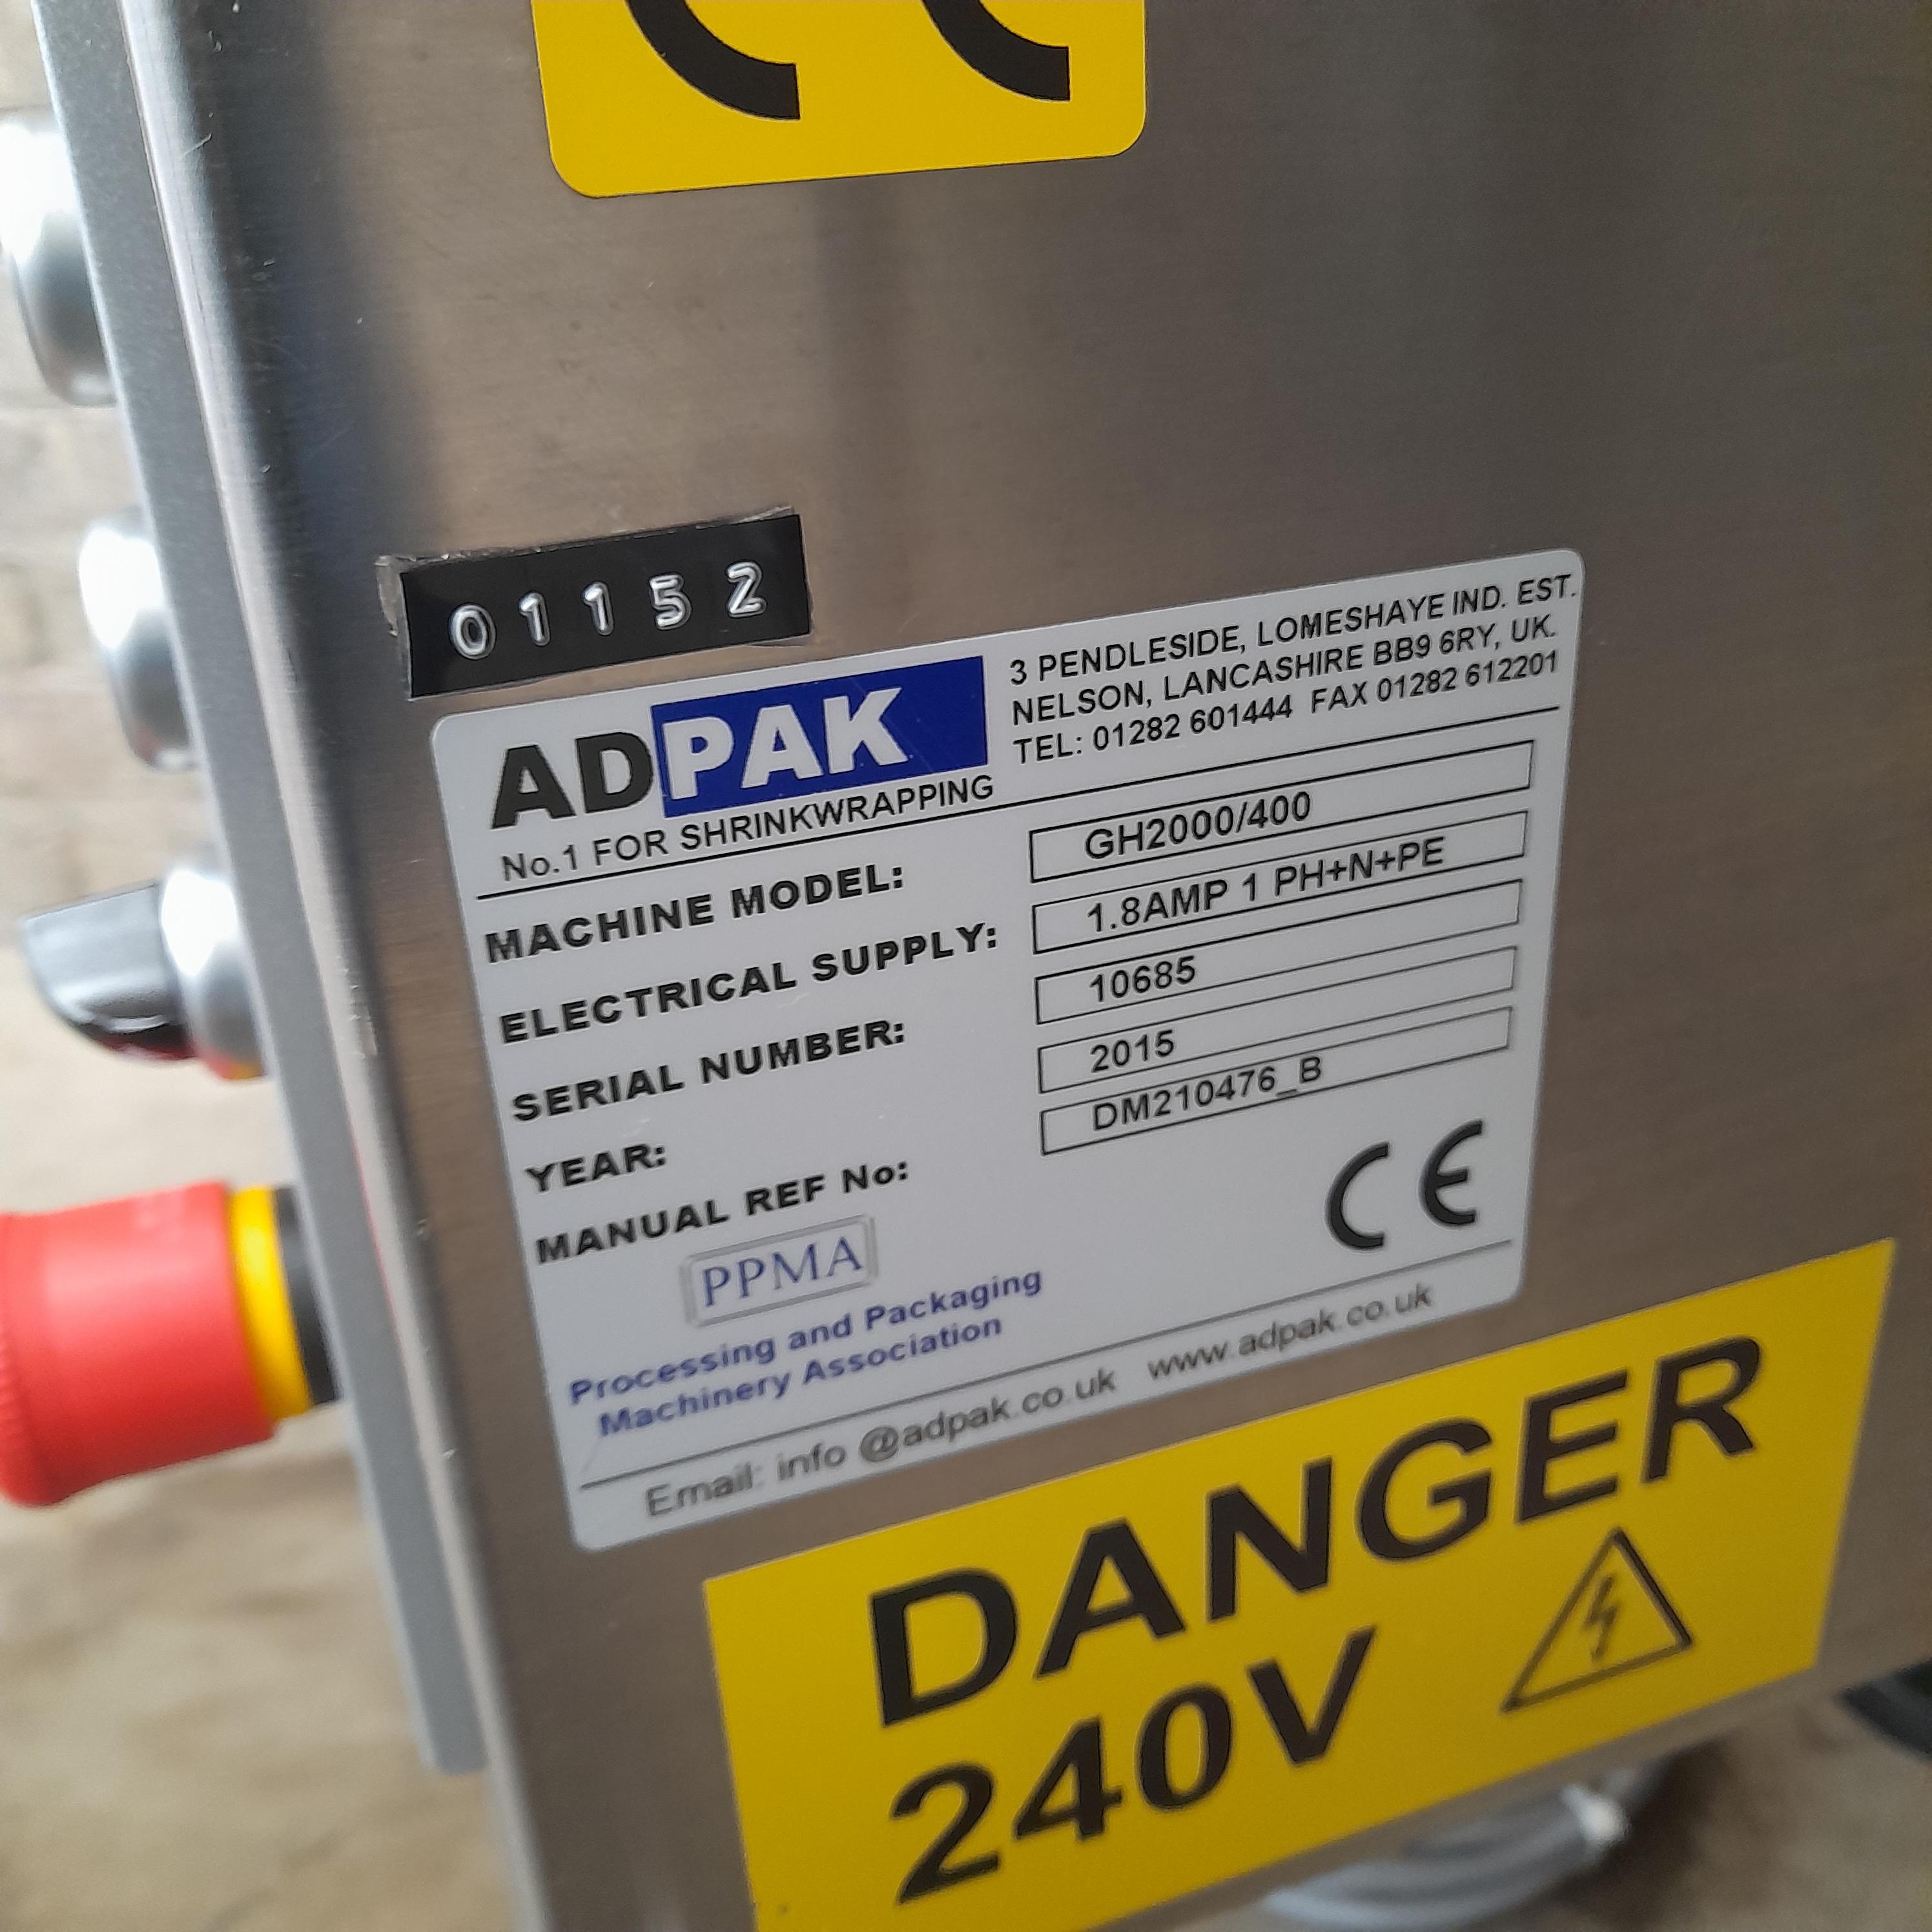 01152
ADPAK
No.1 FOR SHRINKWRAPPING
3 PENDLESIDE, LOMESHAYE IND. EST.
NELSON, LANCASHIRE BB9 6RY, UK.
TEL: 01282 601444 FAX 01282 612201
MACHINE MODEL: GH2000/400
ELECTRICAL SUPPLY: 1.8AMP 1 PH+N+PE
SERIAL NUMBER: 10685
YEAR: 2015
MANUAL REF No: DM210476_B
PPMA
Processing and Packaging
Machinery Association
CE
Email: info @adpak.co.uk www.adpak.co.uk
DANGER
240V